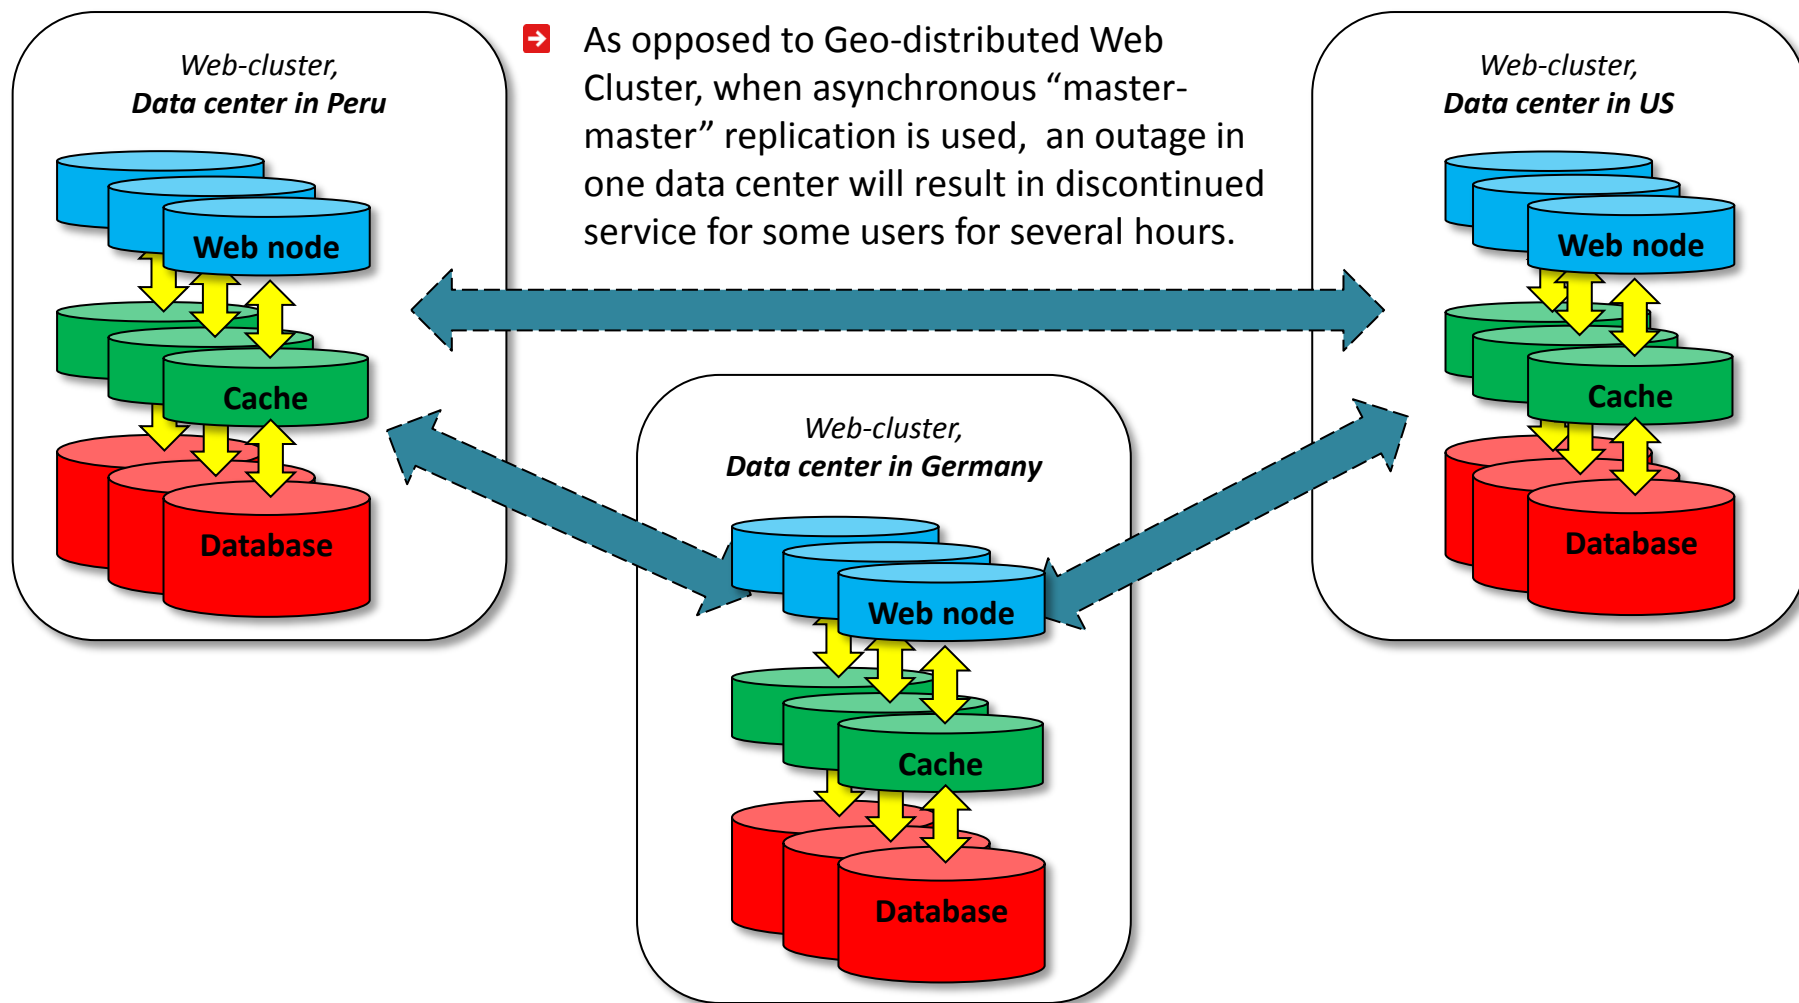 Web-cluster,
Data center in Peru
As opposed to Geo-distributed Web
Cluster, when asynchronous “master-
master” replication is used,  an outage in
one data center will result in discontinued
service for some users for several hours.
Web-cluster,
Data center in US
Web node
Cache
Database
Web node
Cache
Database
Web-cluster,
Data center in Germany
Web node
Cache
Database